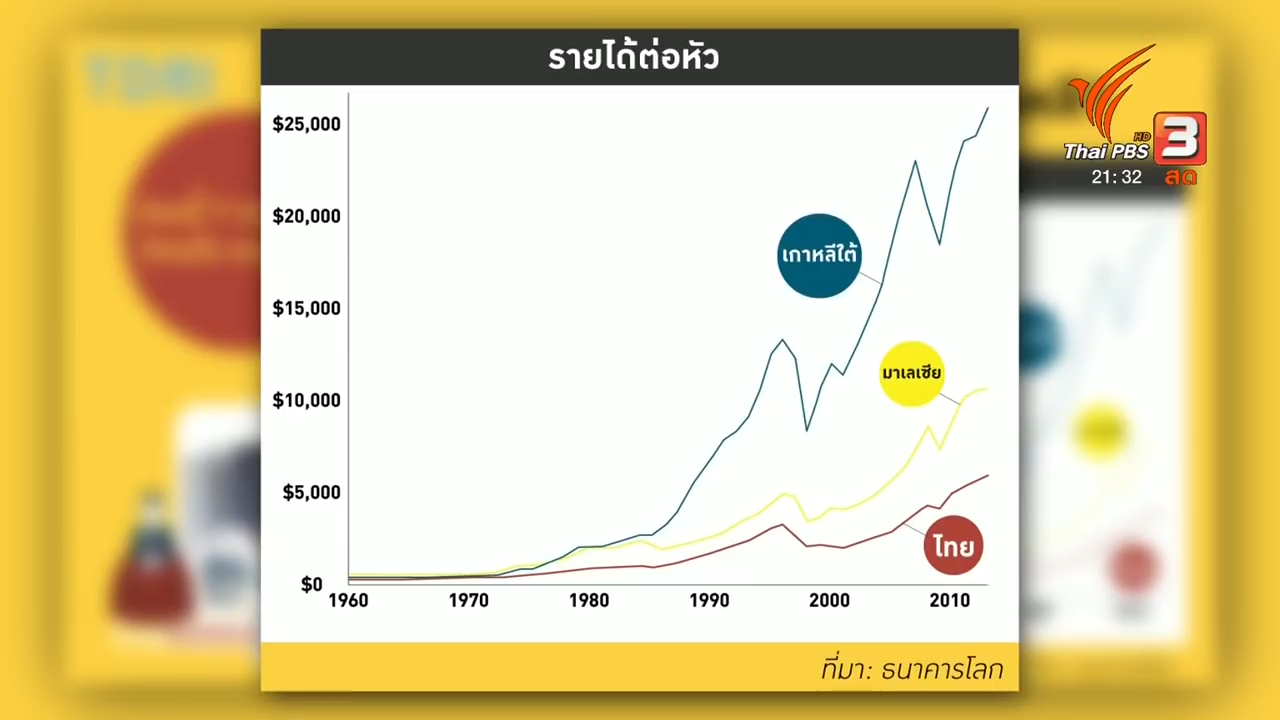 รายได้ต่อหัว
$25,000
$20,000
$15,000
$10,000
$5,000
$0
1960 1970 1980 1990 2000 2010
เกาหลีใต้
มาเลเซีย
ไทย
ที่มา: ธนาคารโลก
TDRI
HD
Thai PBS 3
21:32 สด